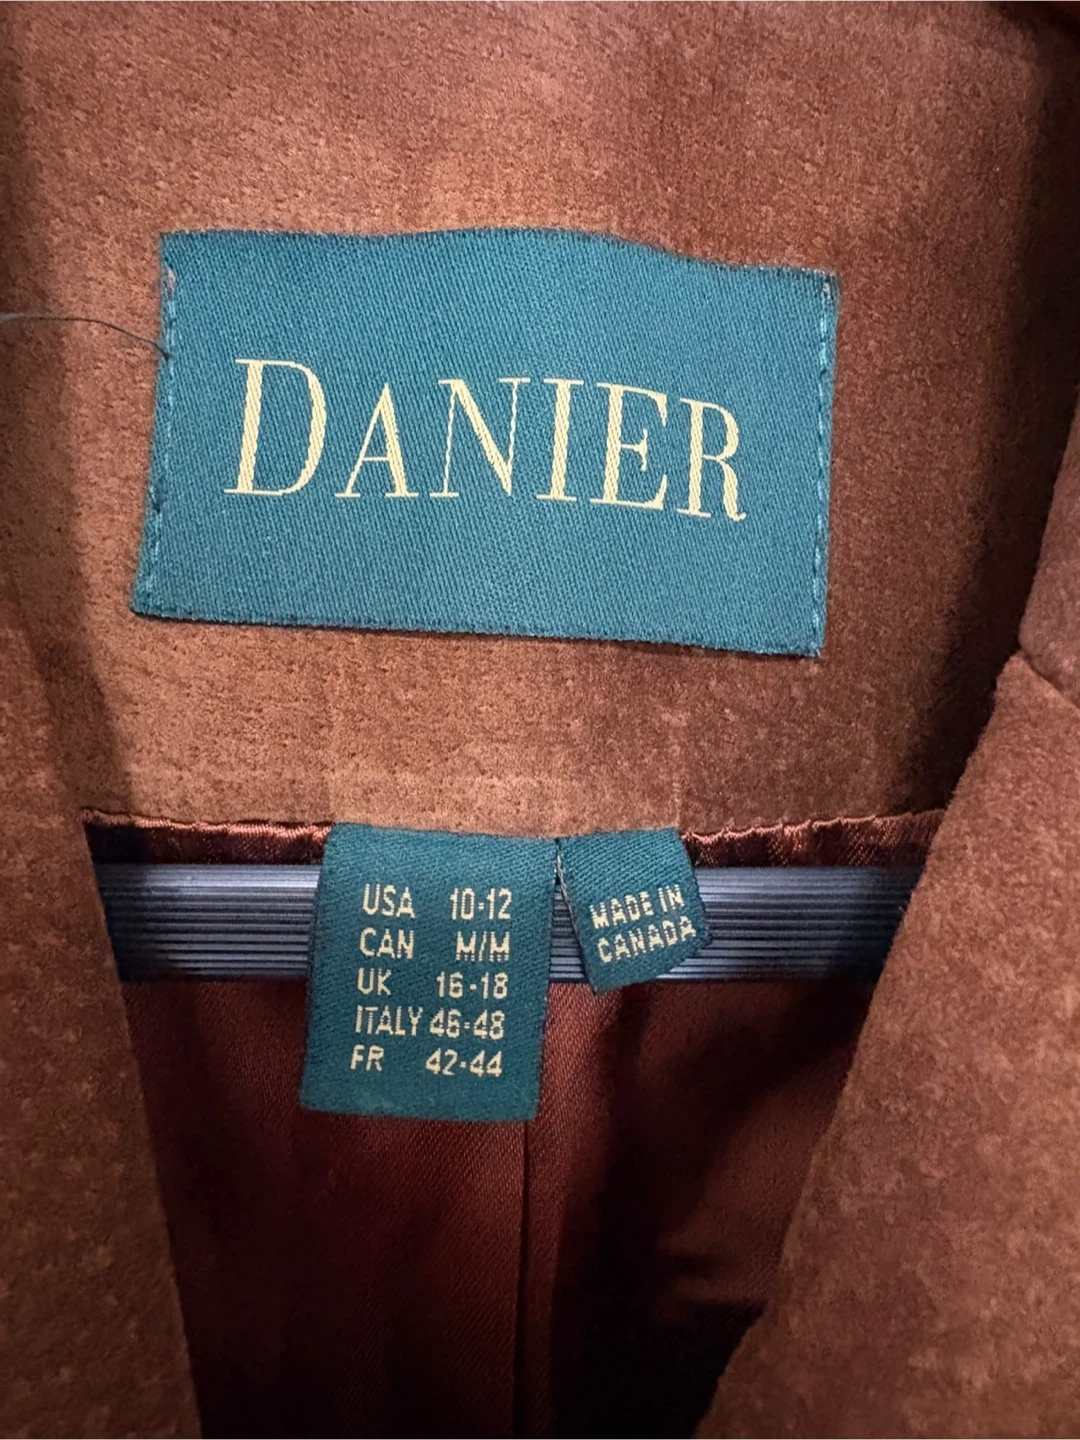 DANIER
USA 10-12
CAN M/M
UK 16-18
ITALY 46-48
FR 42-44
MADE IN
CANADA